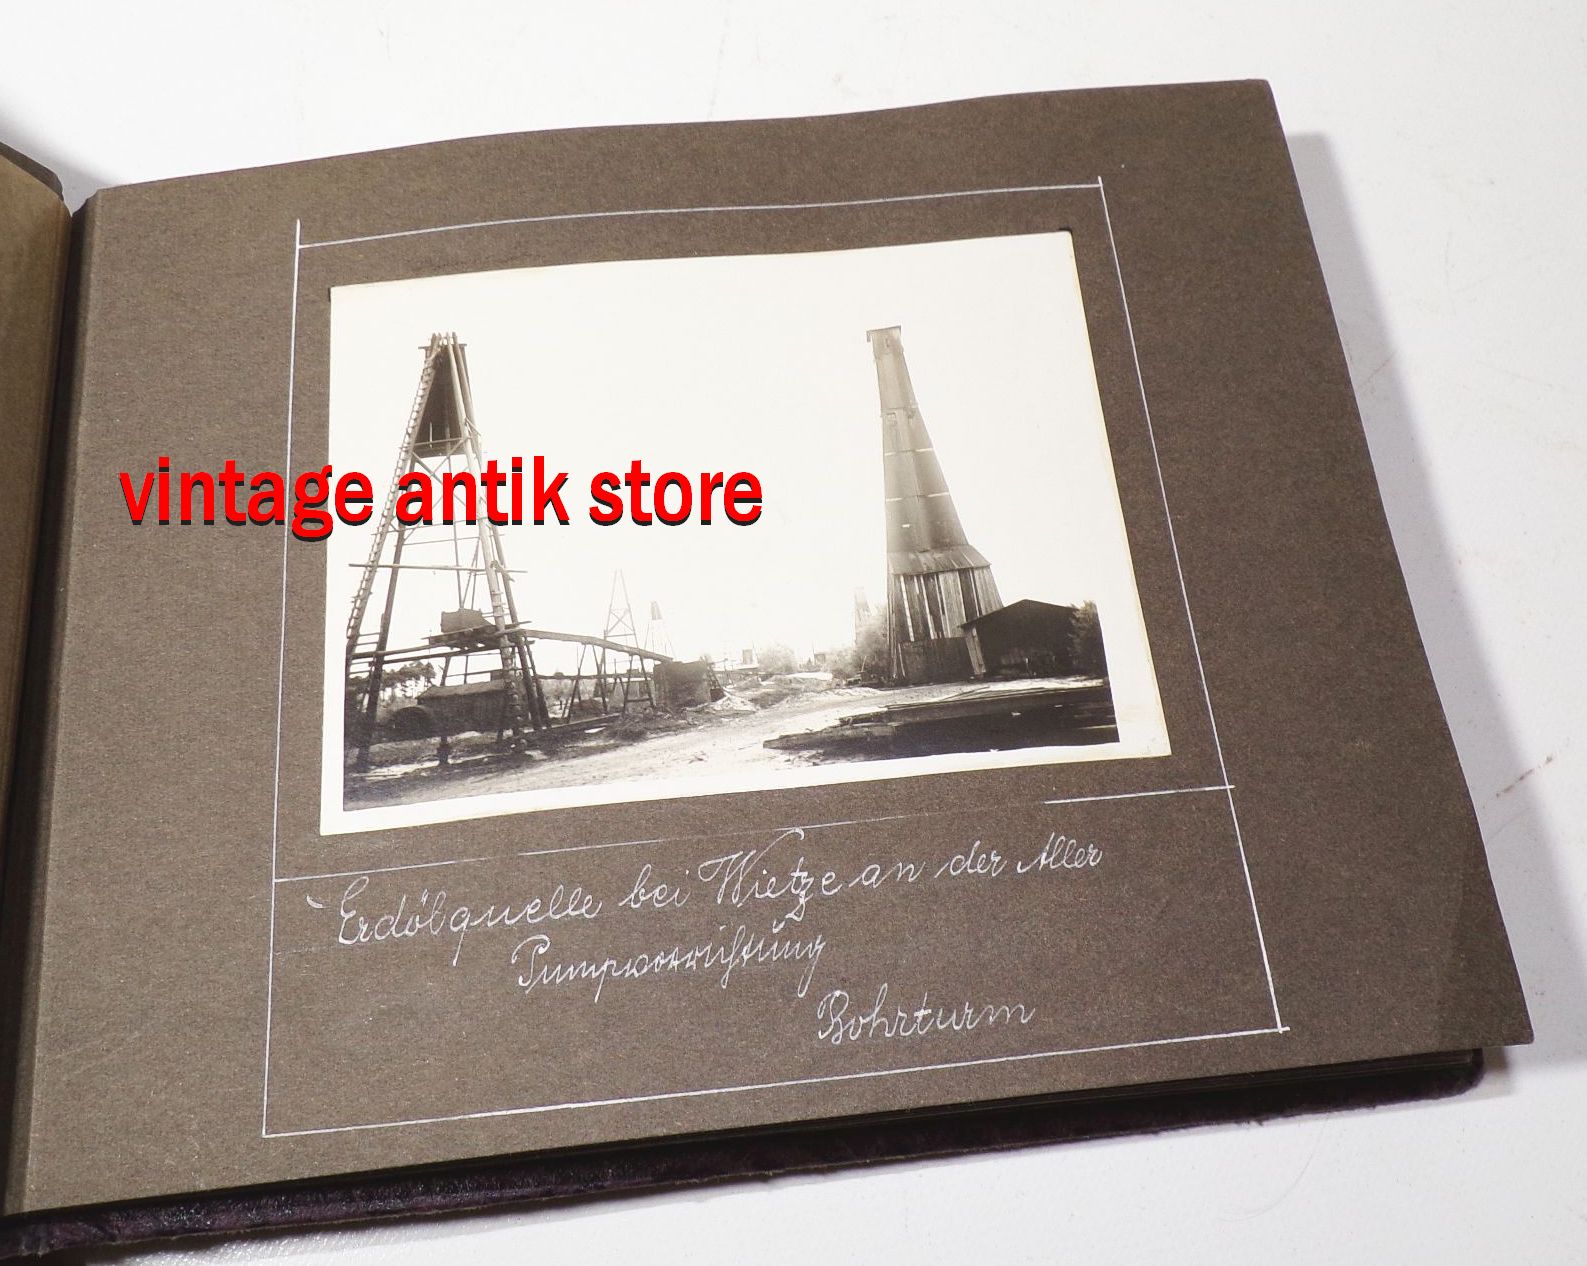 vintage antik store
Erdölquelle bei Wietze an der Aller
Pumpvorrichtung
Bohrturm